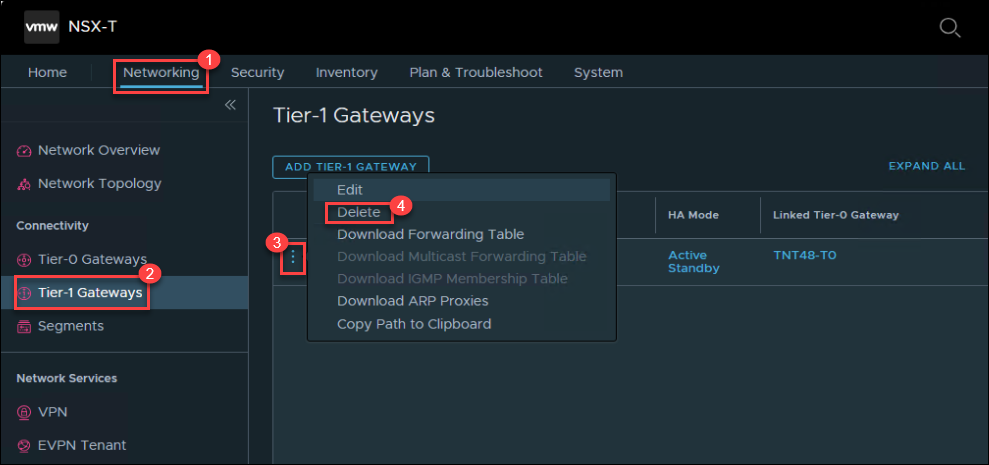 vmw NSX-T
1
Home Networking Security Inventory Plan & Troubleshoot System
Tier-1 Gateways
Network Overview
Network Topology
Connectivity
Tier-0 Gateways
2
Tier-1 Gateways
Segments
Network Services
VPN
EVPN Tenant
ADD TIER-1 GATEWAY
EXPAND ALL
Edit
Delete
4
Download Forwarding Table
3
Download Multicast Forwarding Table
Download IGMP Membership Table
Download ARP Proxies
Copy Path to Clipboard
HA Mode
Linked Tier-0 Gateway
Active
Standby
TNT48-T0